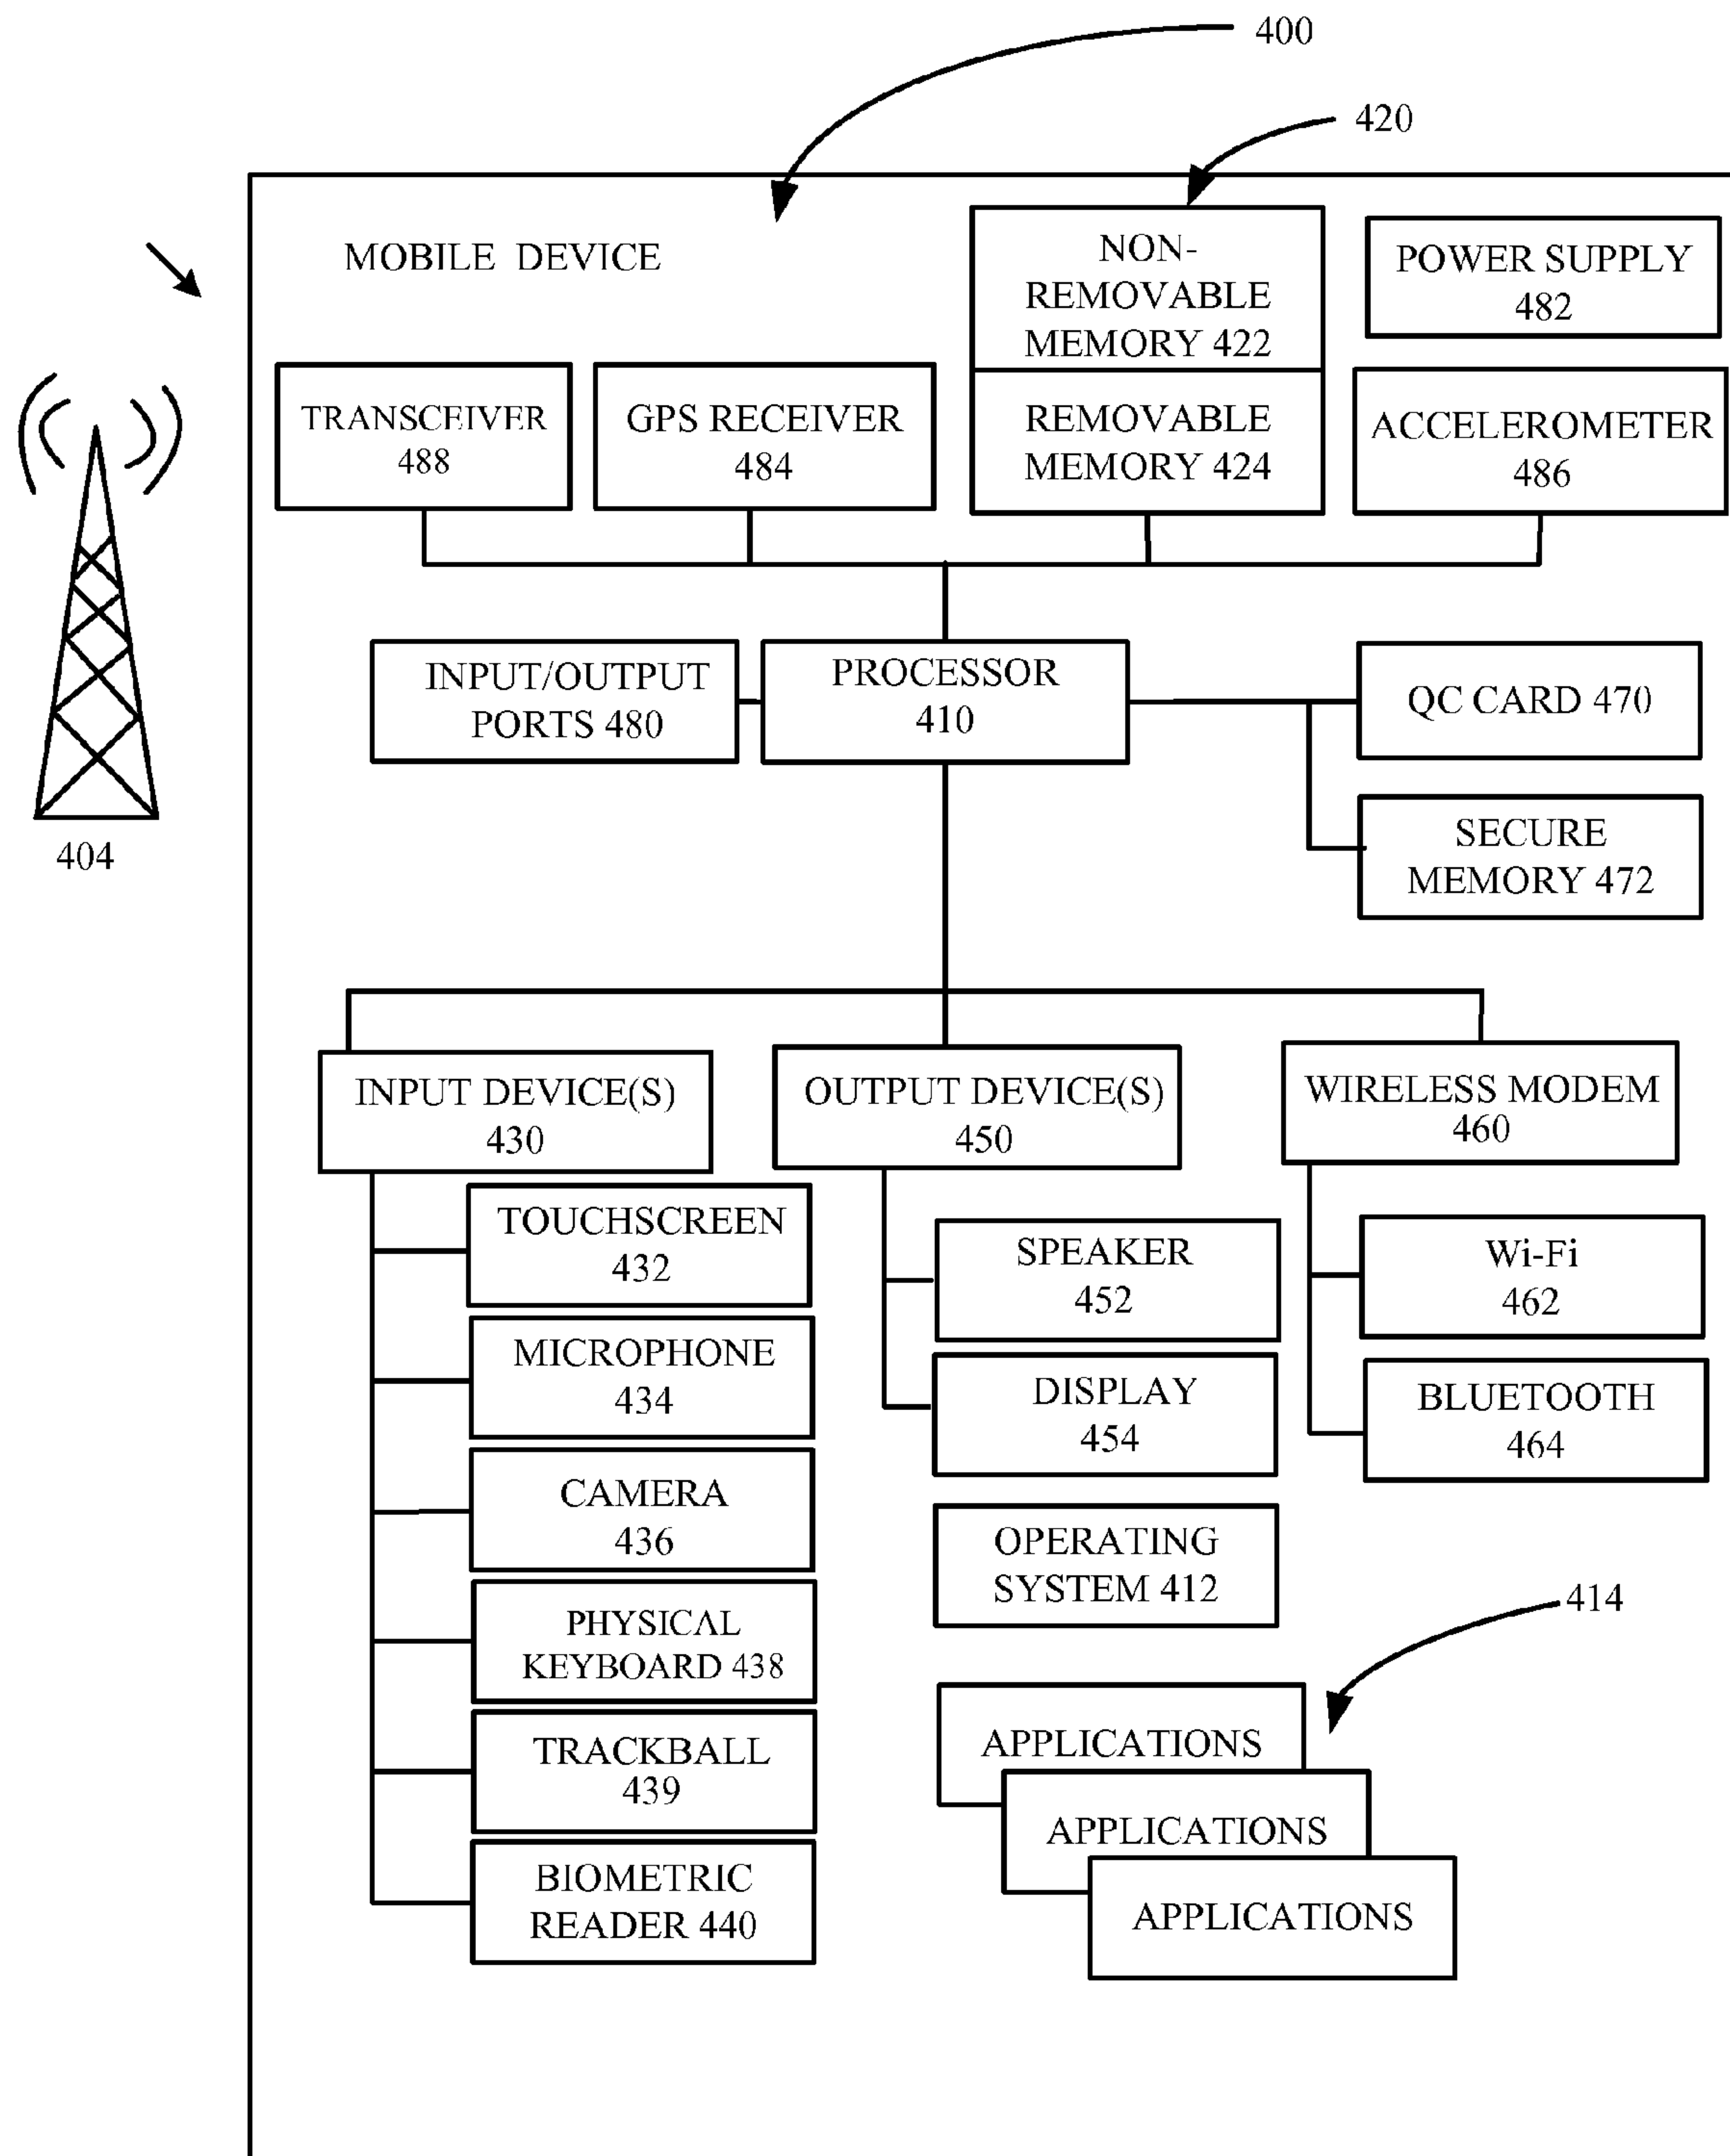 400
420
MOBILE DEVICE
NON-
REMOVABLE
MEMORY 422
POWER SUPPLY
482
TRANSCEIVER
488
GPS RECEIVER
484
REMOVABLE
MEMORY 424
ACCELEROMETER
486
INPUT/OUTPUT
PORTS 480
PROCESSOR
410
QC CARD 470
SECURE
MEMORY 472
404
INPUT DEVICE(S)
430
OUTPUT DEVICE(S)
450
WIRELESS MODEM
460
TOUCHSCREEN
432
MICROPHONE
434
CAMERA
436
PHYSICAL
KEYBOARD 438
TRACKBALL
439
BIOMETRIC
READER 440
SPEAKER
452
DISPLAY
454
Wi-Fi
462
BLUETOOTH
464
OPERATING
SYSTEM 412
414
APPLICATIONS
APPLICATIONS
APPLICATIONS